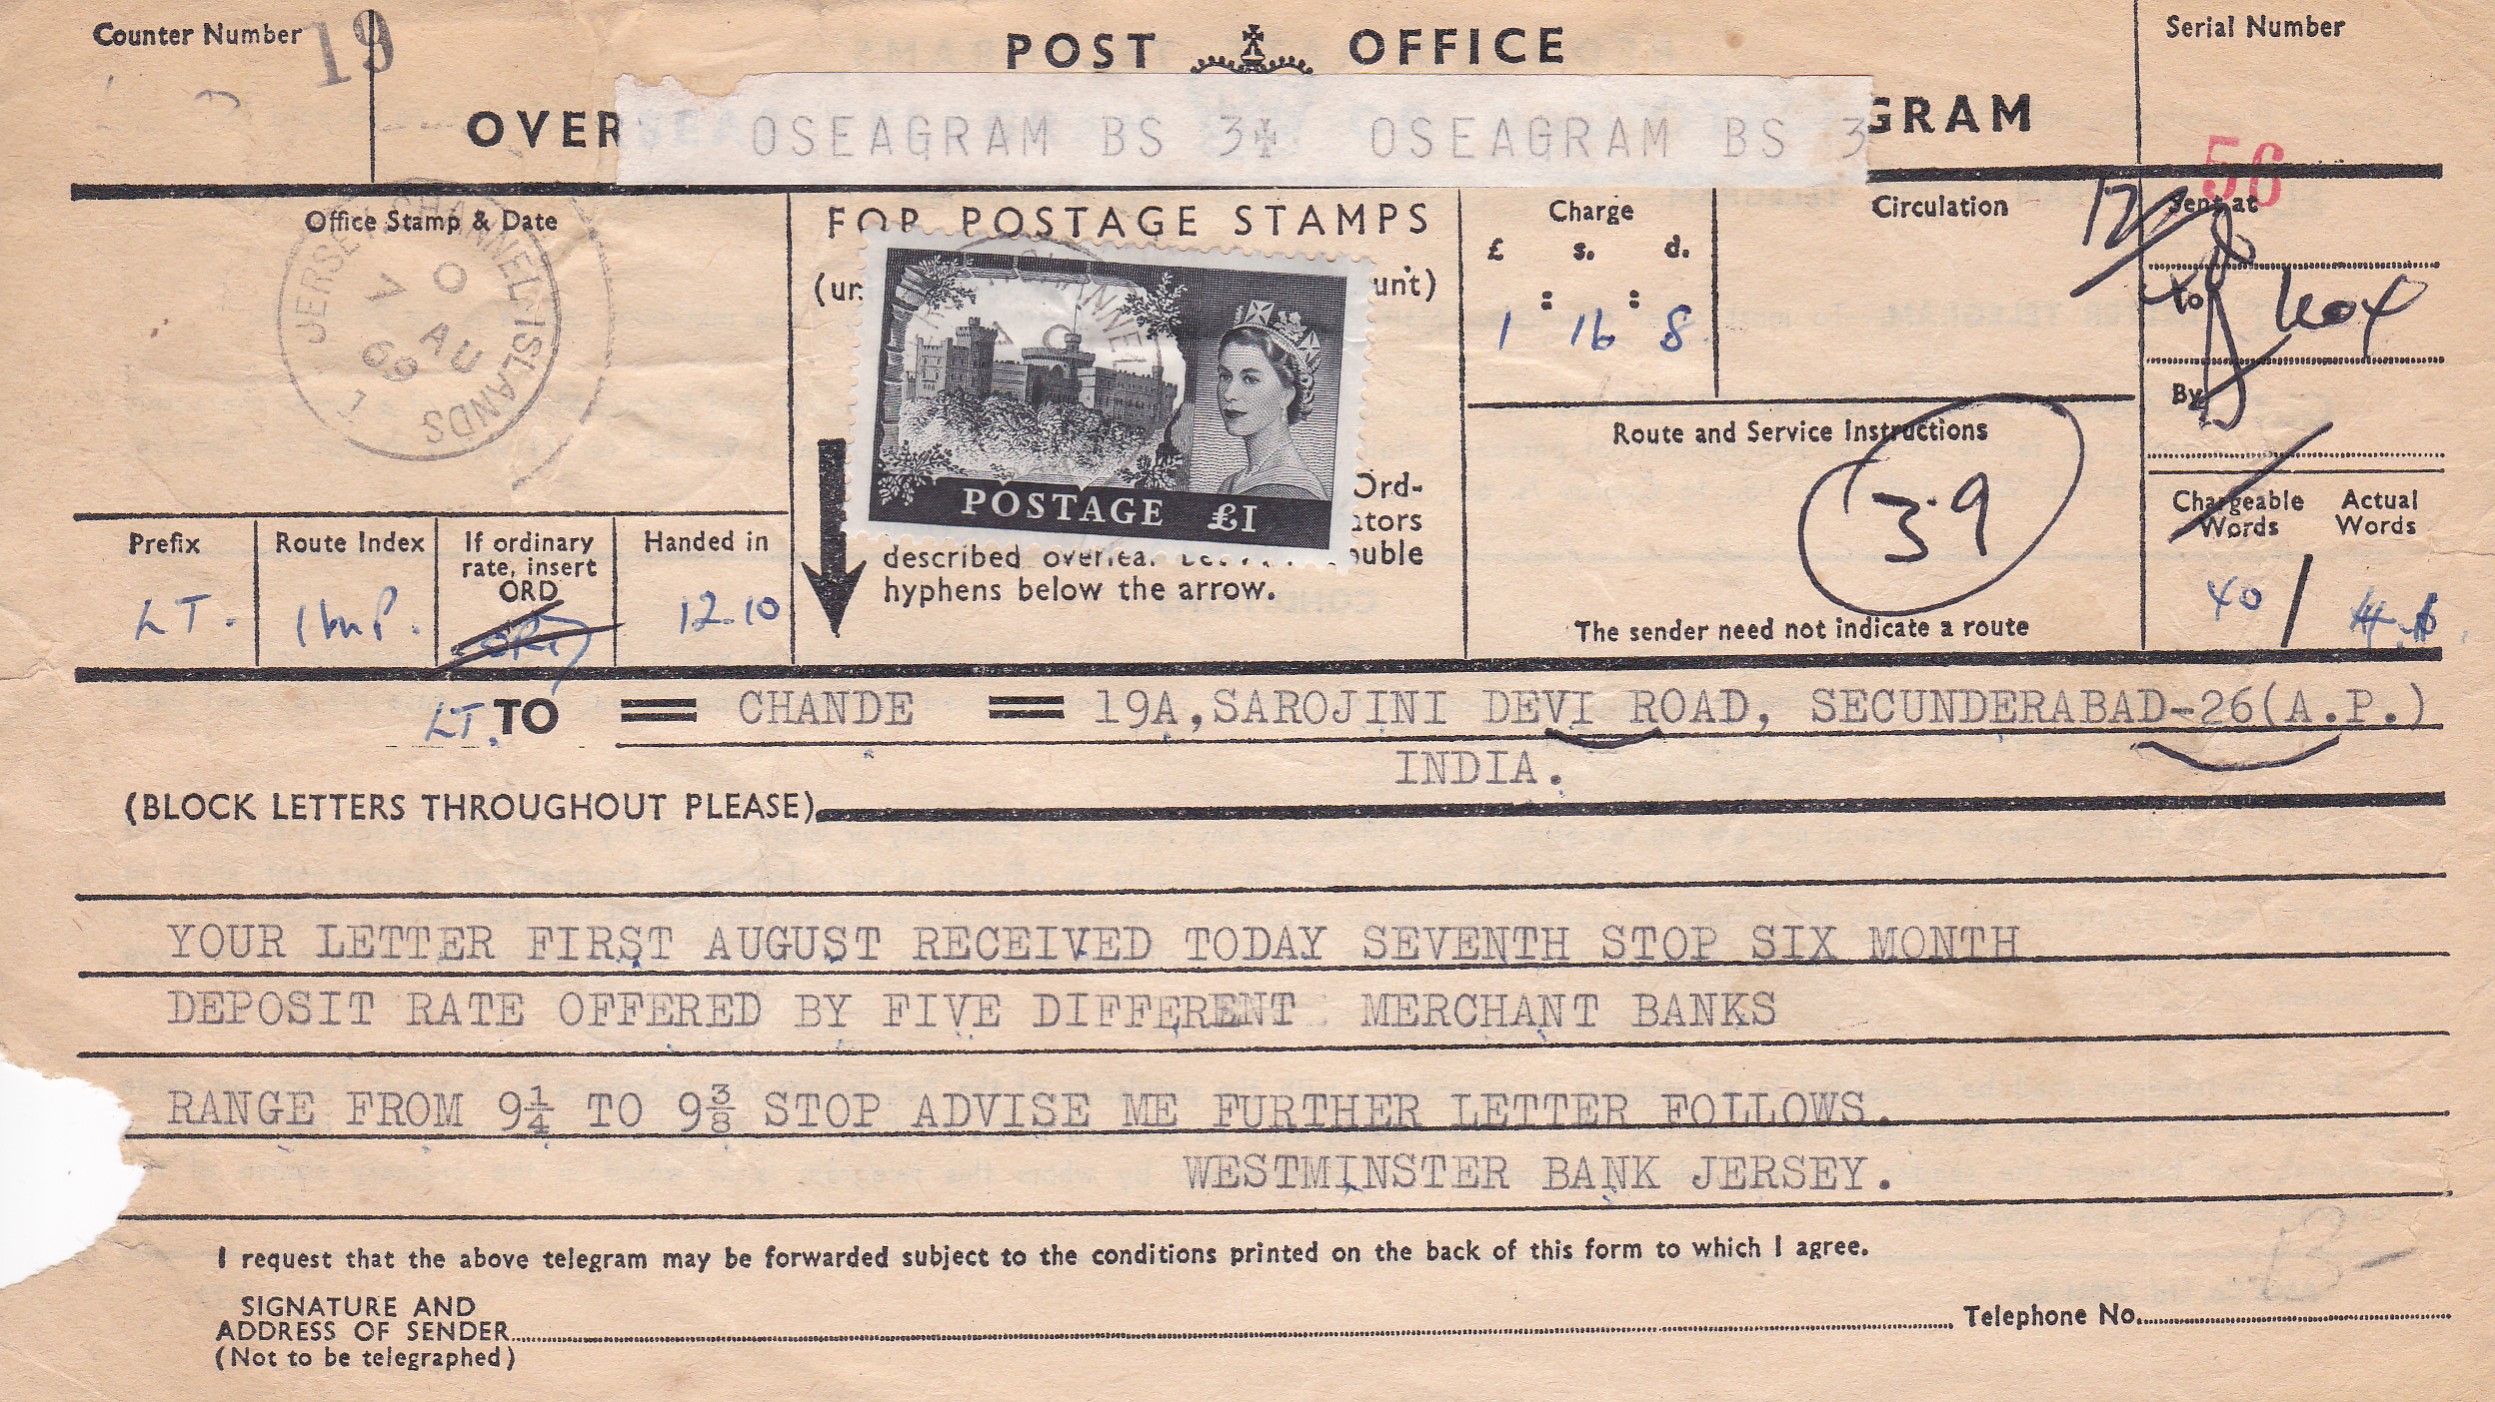 Counter Number
19
POST OFFICE
Serial Number
56
OVER
OSEAGRAM BS 3✠ OSEAGRAM BS 3
GRAM
Office Stamp & Date
JERSEY CHANNEL ISLANDS
7 AU
69
1
FOR POSTAGE STAMPS
(un
unt)
POSTAGE £1
Ord-
ators
described overlea
ouble
hyphens below the arrow.
Charge
£ s. d.
: :
1 16 8
Circulation
Sent at
To
By
Route and Service Instructions
39
The sender need not indicate a route
Chargeable Words
Actual Words
40 /
Prefix
LT.
Route Index
Imp.
If ordinary
rate, insert
ORD
Handed in
12.10
LT. TO = CHANDE = 19A,SAROJINI DEVI ROAD, SECUNDERABAD-26(A.P.)
INDIA.
(BLOCK LETTERS THROUGHOUT PLEASE)
YOUR LETTER FIRST AUGUST RECEIVED TODAY SEVENTH STOP SIX MONTH
DEPOSIT RATE OFFERED BY FIVE DIFFERENT MERCHANT BANKS
RANGE FROM 9¼ TO 9⅜ STOP ADVISE ME FURTHER LETTER FOLLOWS.
WESTMINSTER BANK JERSEY.
I request that the above telegram may be forwarded subject to the conditions printed on the back of this form to which I agree.
SIGNATURE AND
ADDRESS OF SENDER
Telephone No.
(Not to be telegraphed)